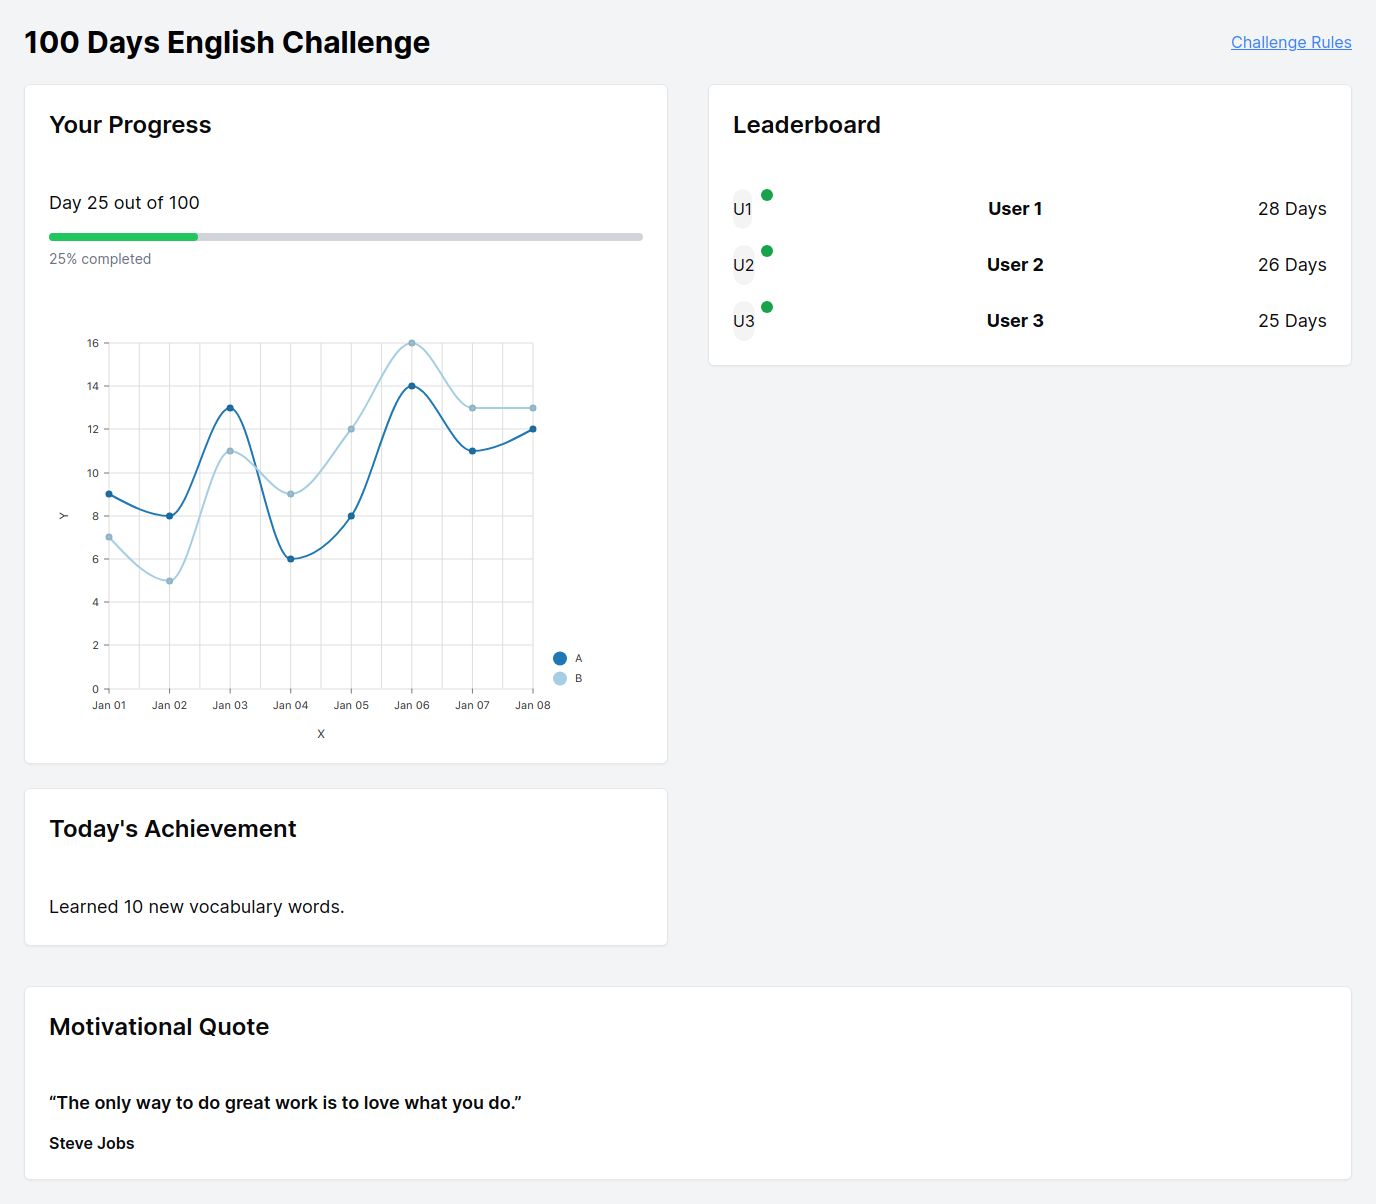 100 Days English Challenge
Challenge Rules
Your Progress
Day 25 out of 100
25% completed
16
14
12
10
8
6
4
2
0
Y
Jan 01 Jan 02 Jan 03 Jan 04 Jan 05 Jan 06 Jan 07 Jan 08
X
A
B
Leaderboard
U1 User 1 28 Days
U2 User 2 26 Days
U3 User 3 25 Days
Today's Achievement
Learned 10 new vocabulary words.
Motivational Quote
“The only way to do great work is to love what you do.”
Steve Jobs